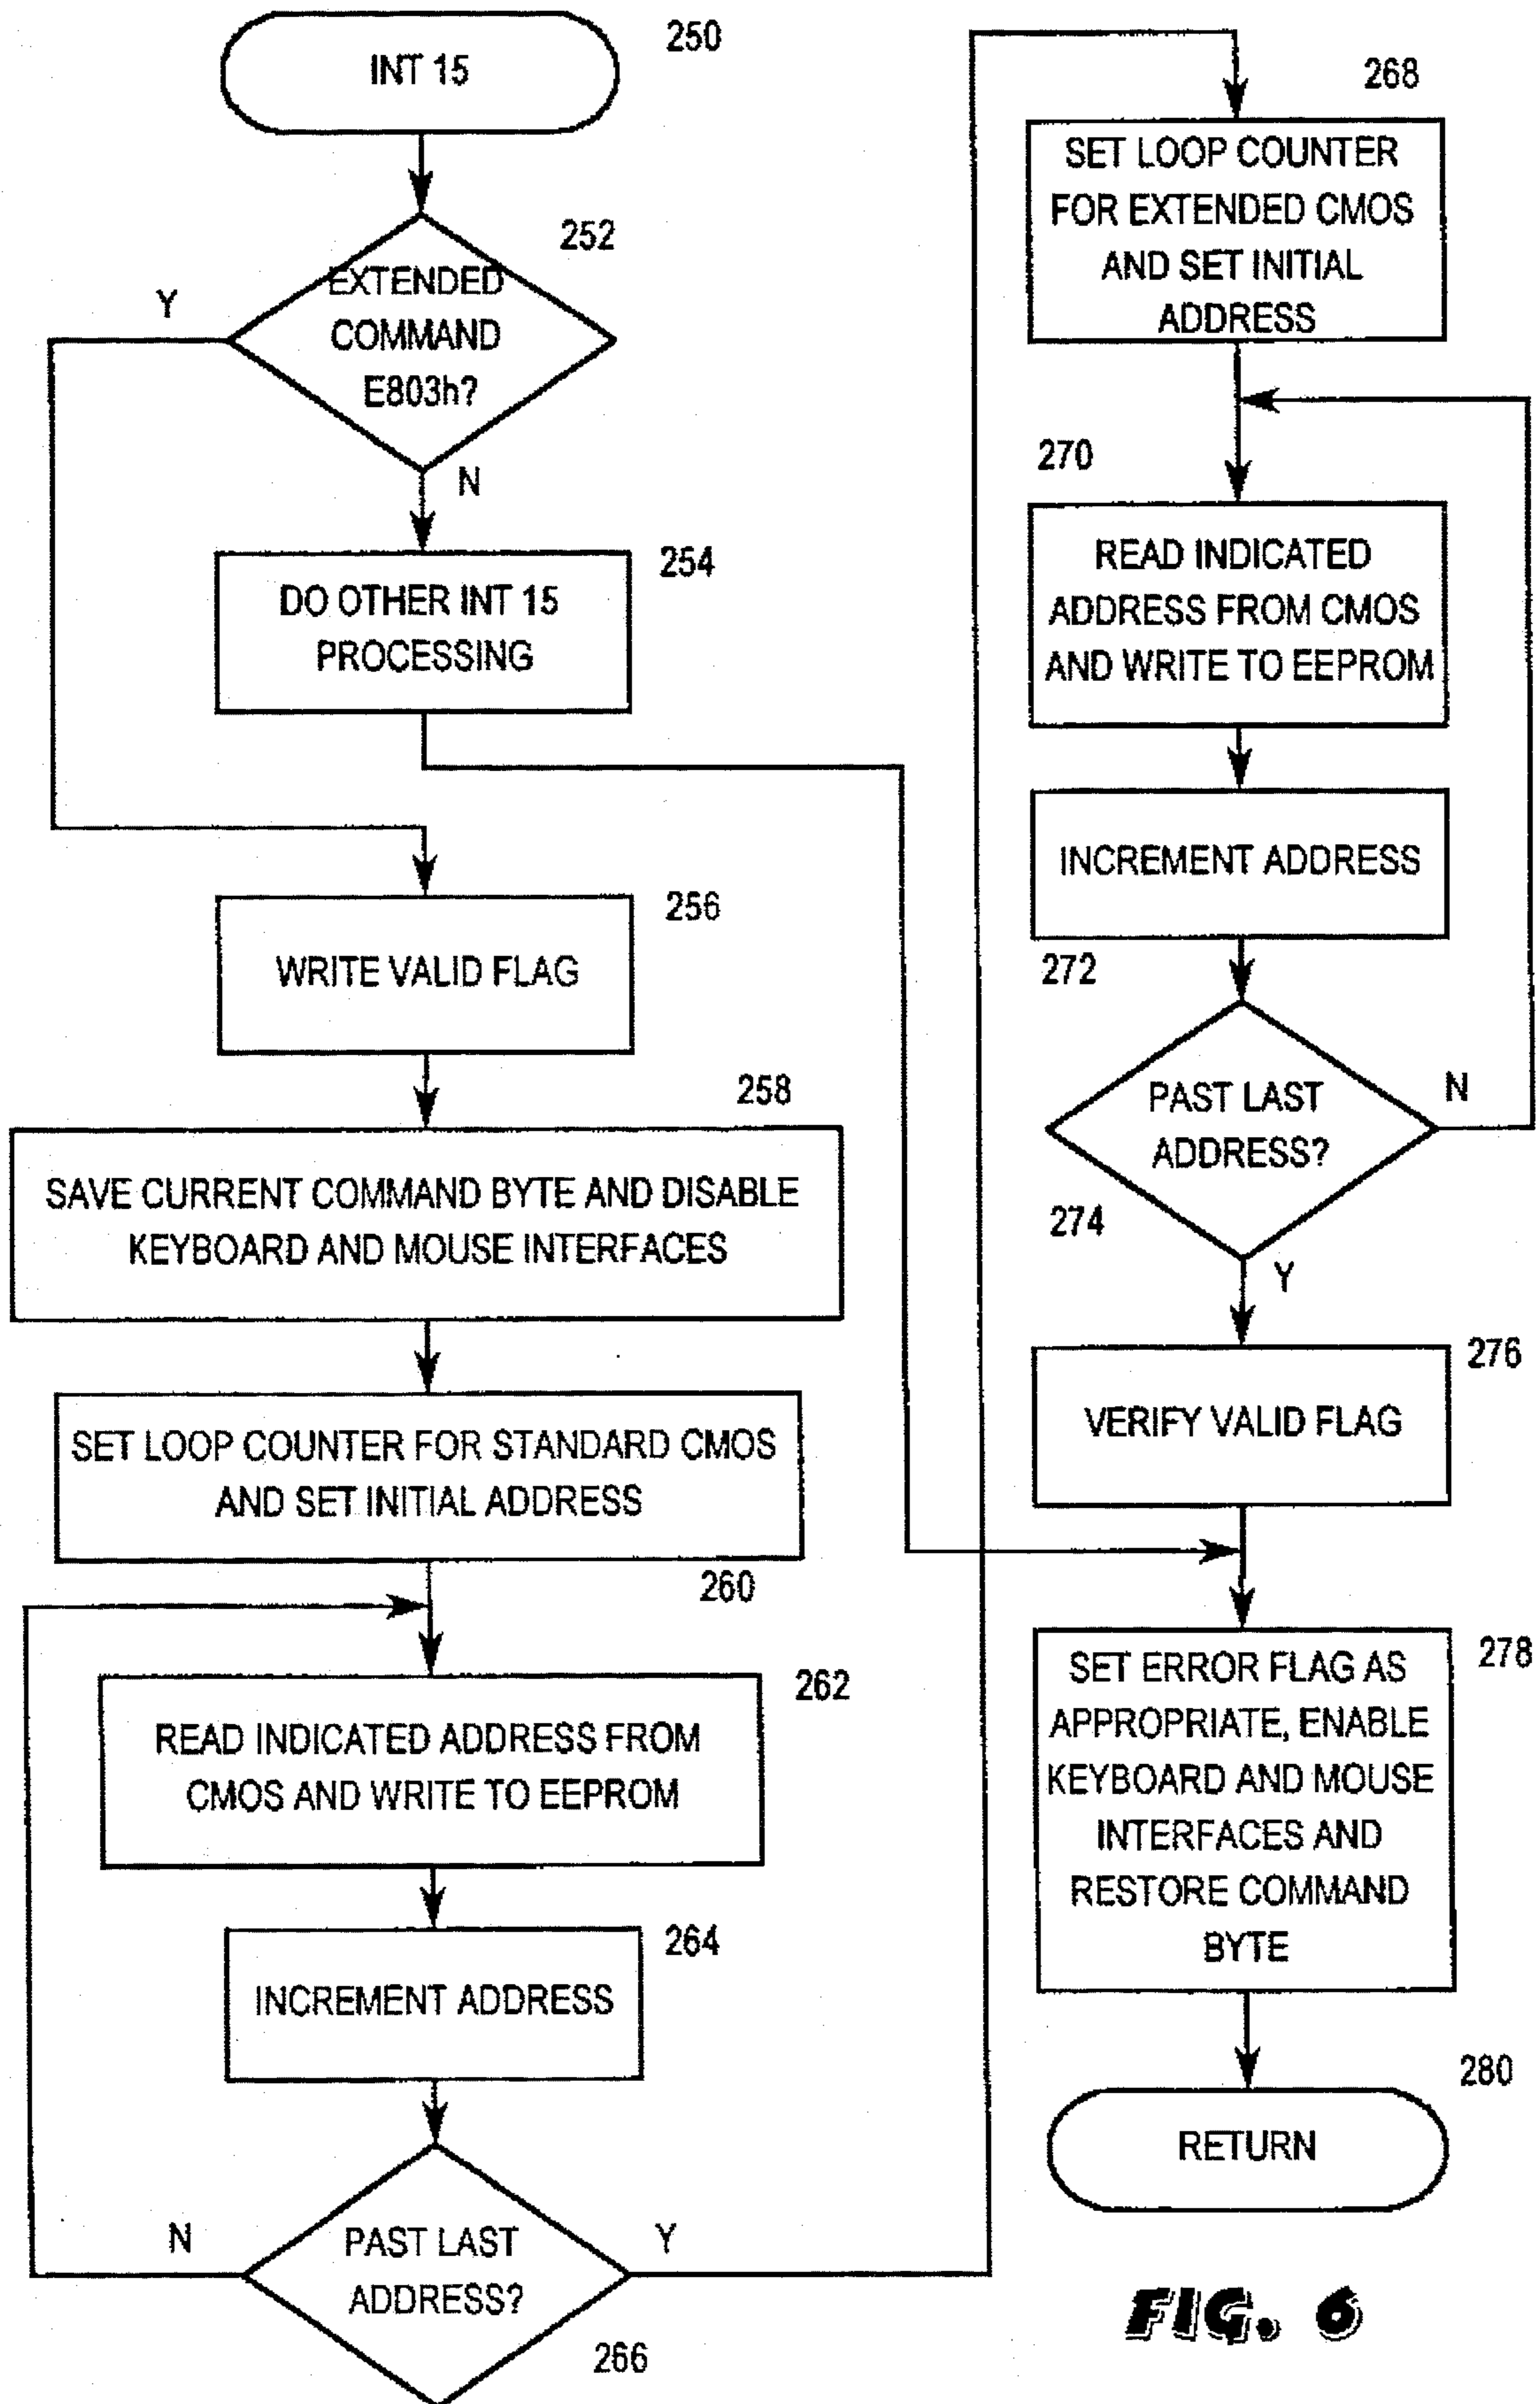 INT 15
250
EXTENDED
COMMAND
E803h?
252
Y
N
DO OTHER INT 15
PROCESSING
254
WRITE VALID FLAG
256
258
SAVE CURRENT COMMAND BYTE AND DISABLE
KEYBOARD AND MOUSE INTERFACES
SET LOOP COUNTER FOR STANDARD CMOS
AND SET INITIAL ADDRESS
260
262
READ INDICATED ADDRESS FROM
CMOS AND WRITE TO EEPROM
264
INCREMENT ADDRESS
N
PAST LAST
ADDRESS?
Y
266
268
SET LOOP COUNTER
FOR EXTENDED CMOS
AND SET INITIAL
ADDRESS
270
READ INDICATED
ADDRESS FROM CMOS
AND WRITE TO EEPROM
INCREMENT ADDRESS
272
PAST LAST
ADDRESS?
N
274
Y
276
VERIFY VALID FLAG
278
SET ERROR FLAG AS
APPROPRIATE, ENABLE
KEYBOARD AND MOUSE
INTERFACES AND
RESTORE COMMAND
BYTE
280
RETURN
FIG. 6